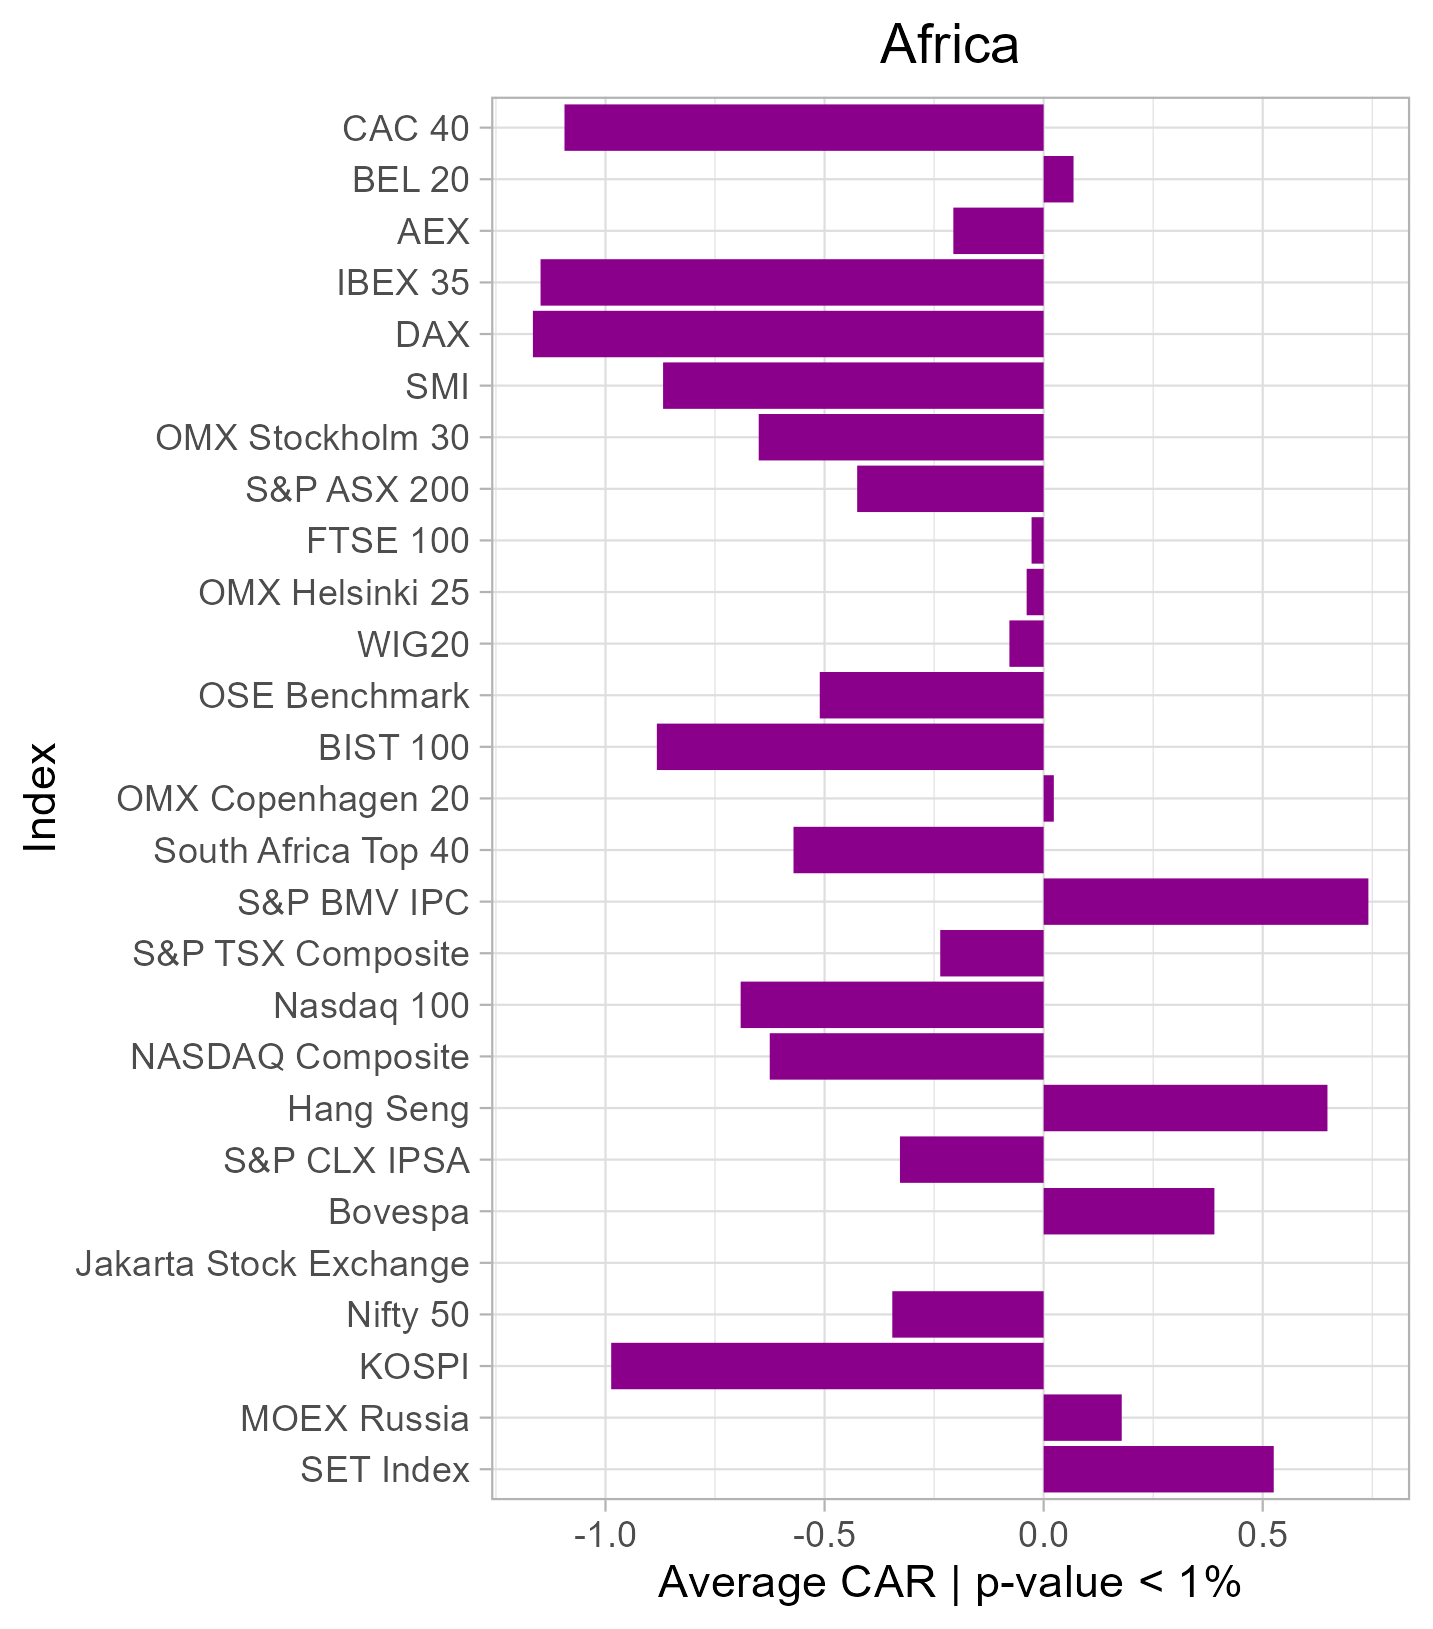 Africa
CAC 40
BEL 20
AEX
IBEX 35
DAX
SMI
OMX Stockholm 30
S&P ASX 200
FTSE 100
OMX Helsinki 25
WIG20
OSE Benchmark
BIST 100
OMX Copenhagen 20
South Africa Top 40
S&P BMV IPC
S&P TSX Composite
Nasdaq 100
NASDAQ Composite
Hang Seng
S&P CLX IPSA
Bovespa
Jakarta Stock Exchange
Nifty 50
KOSPI
MOEX Russia
SET Index
Index
-1.0 -0.5 0.0 0.5
Average CAR | p-value < 1%